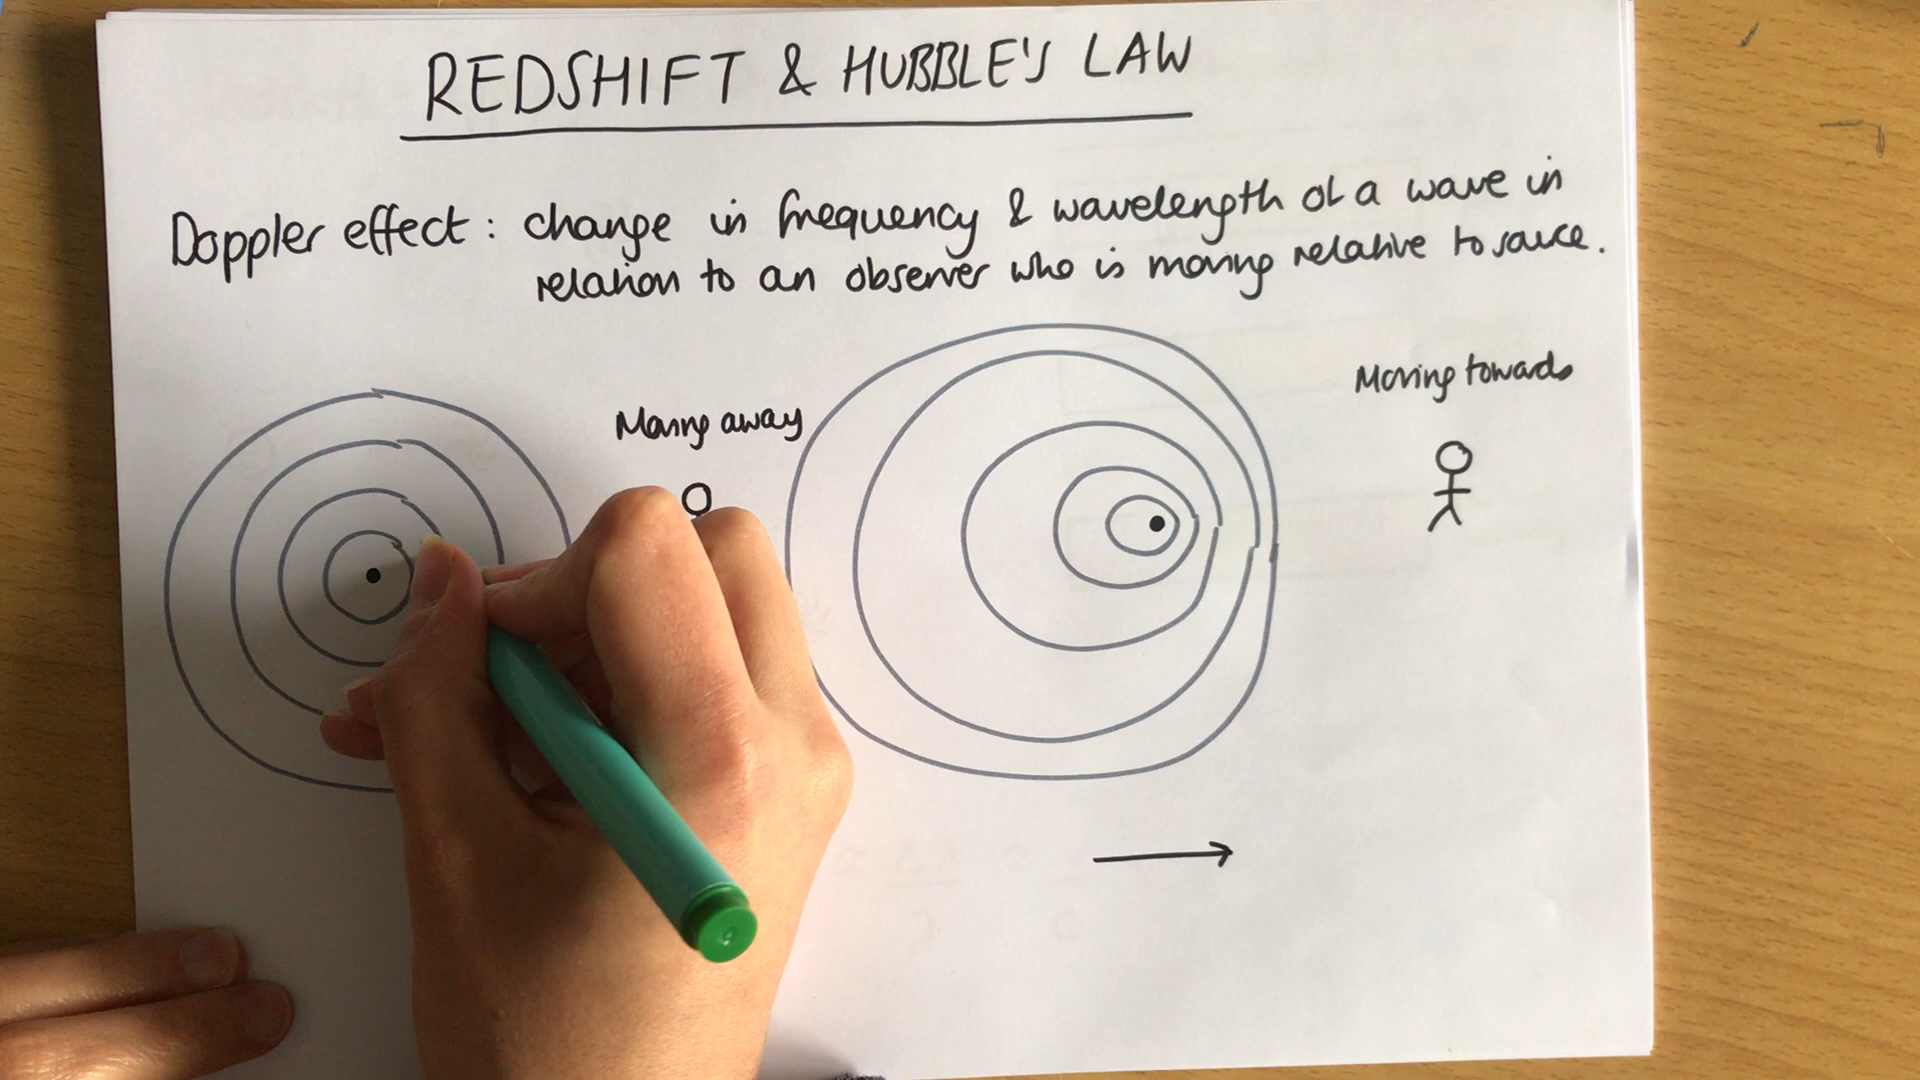 REDSHIFT & HUBBLE'S LAW
Doppler effect: change in frequency & wavelength of a wave in
relation to an observer who is moving relative to source.
Moving away
Moving towards